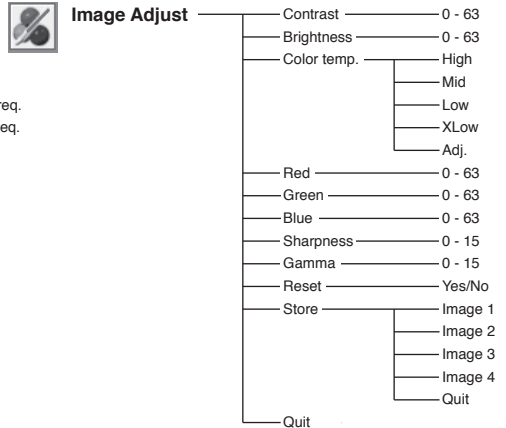 Image Adjust Contrast 0 - 63
Brightness 0 - 63
Color temp. High
Mid
Low
XLow
Adj.
Red 0 - 63
Green 0 - 63
Blue 0 - 63
Sharpness 0 - 15
Gamma 0 - 15
Reset Yes/No
Store Image 1
Image 2
Image 3
Image 4
Quit
Quit